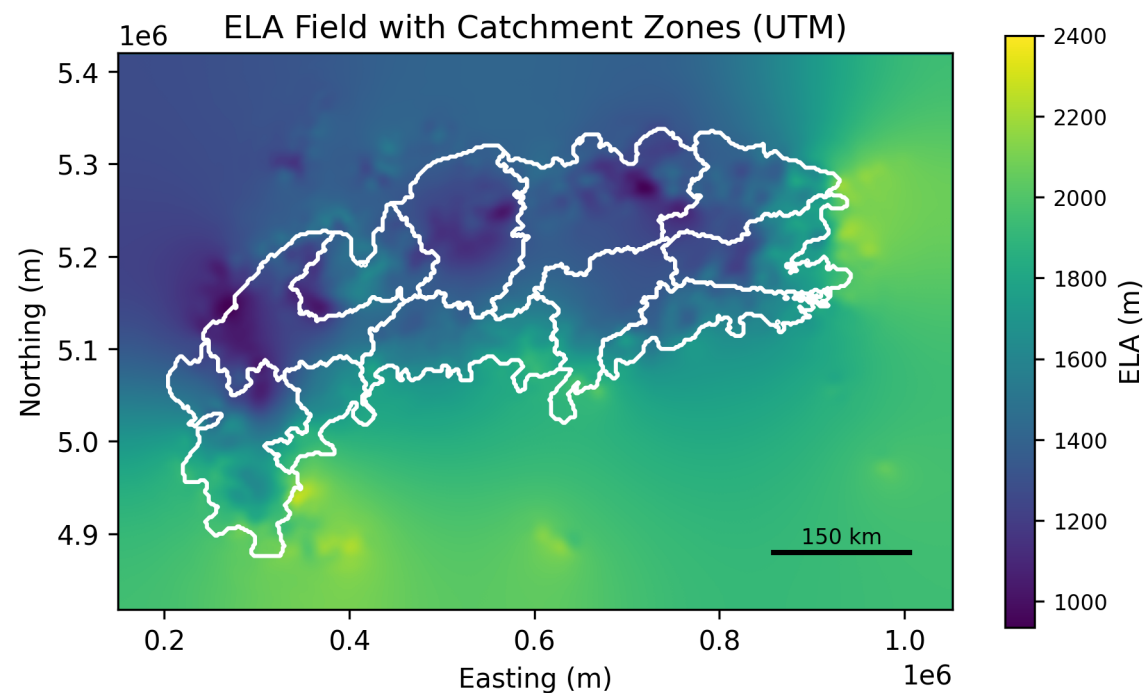 ELA Field with Catchment Zones (UTM)
1e6
5.4
5.3
5.2
5.1
5.0
4.9
Northing (m)
150 km
0.2 0.4 0.6 0.8 1.0
1e6
Easting (m)
2400
2200
2000
1800
1600
1400
1200
1000
ELA (m)